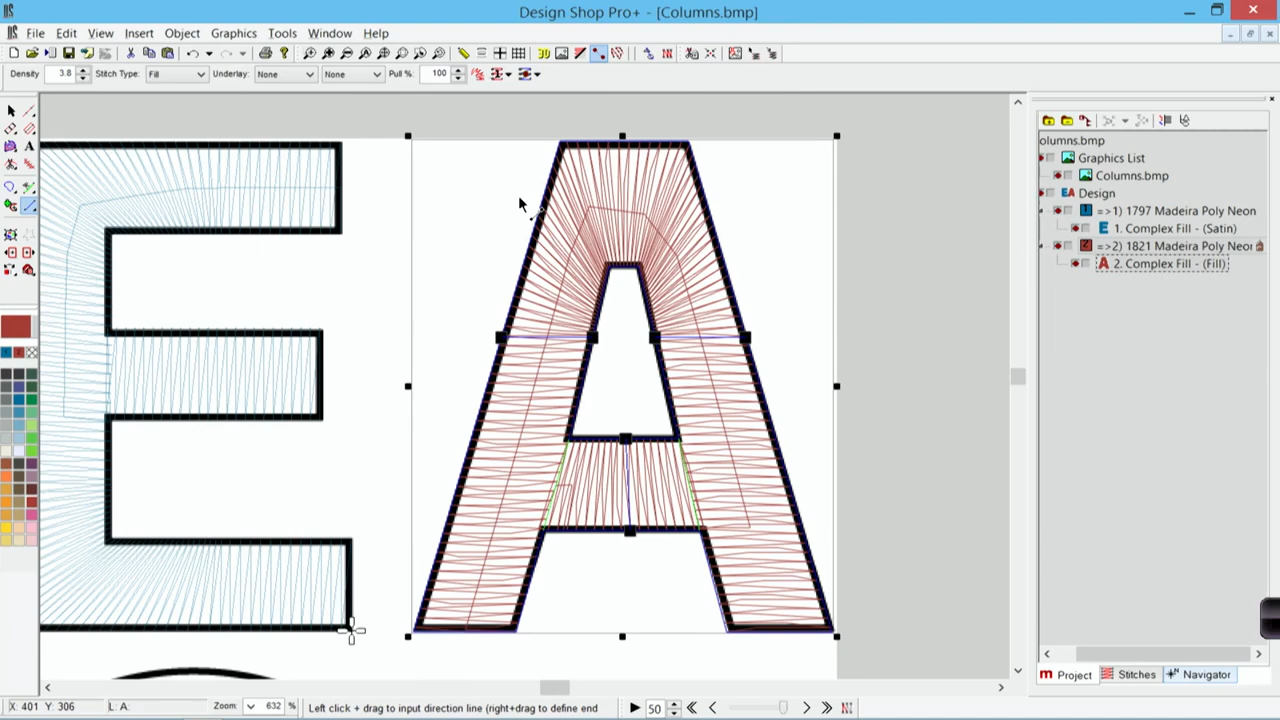 Design Shop Pro+ - [Columns.bmp]
File Edit View Insert Object Graphics Tools Window Help
Density 3.8 Stitch Type: Fill Underlay: None None Pull %: 100
olumns.bmp
Graphics List
Columns.bmp
EA Design
=>1) 1797 Madeira Poly Neon
E 1. Complex Fill - (Satin)
=>2) 1821 Madeira Poly Neon
A 2. Complex Fill - (Fill)
Project Stitches Navigator
X: 401 Y: 306 L: A: Zoom: 632 % Left click + drag to input direction line (right+drag to define end 50